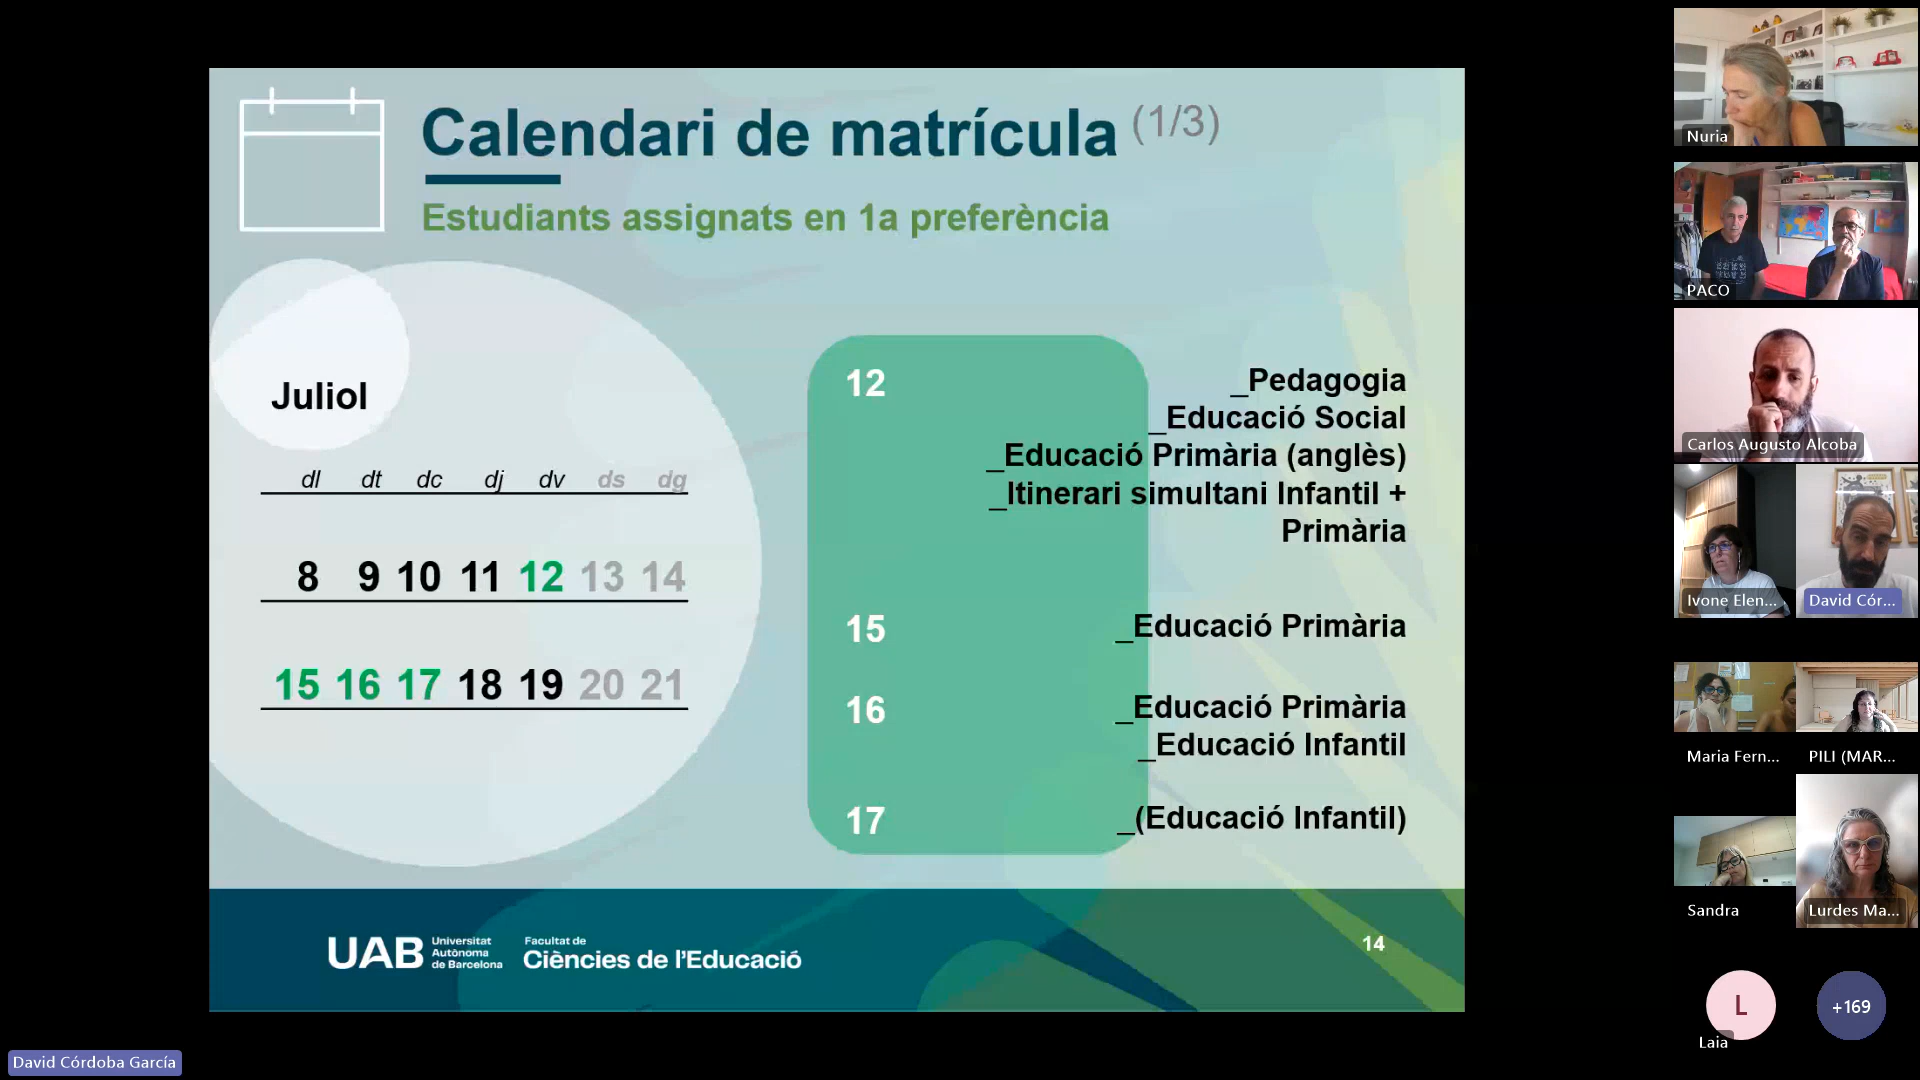 Calendari de matrícula (1/3)
Estudiants assignats en 1a preferència
Juliol
dl dt dc dj dv ds dg
8 9 10 11 12 13 14
15 16 17 18 19 20 21
12
_Pedagogia
_Educació Social
_Educació Primària (anglès)
_Itinerari simultani Infantil +
Primària
15
_Educació Primària
16
_Educació Primària
_Educació Infantil
17
_(Educació Infantil)
UAB
Universitat
Autònoma
de Barcelona
Facultat de
Ciències de l'Educació
14
David Córdoba García
Nuria
PACO
Carlos Augusto Alcoba
Ivone Elen...
David Cór...
Maria Fern...
PILI (MAR...
Sandra
Lurdes Ma...
L
Laia
+169